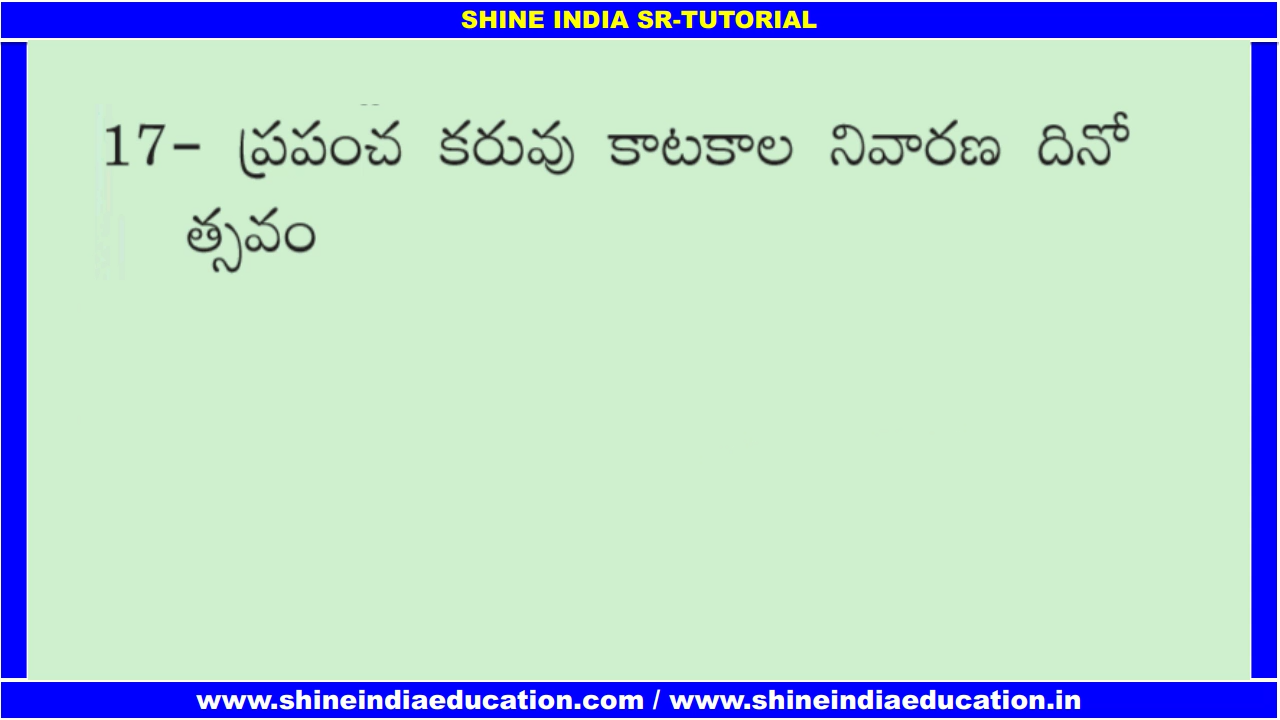 SHINE INDIA SR-TUTORIAL
17- ప్రపంచ కరువు కాటకాల నివారణ దినో
త్సవం
www.shineindiaeducation.com / www.shineindiaeducation.in